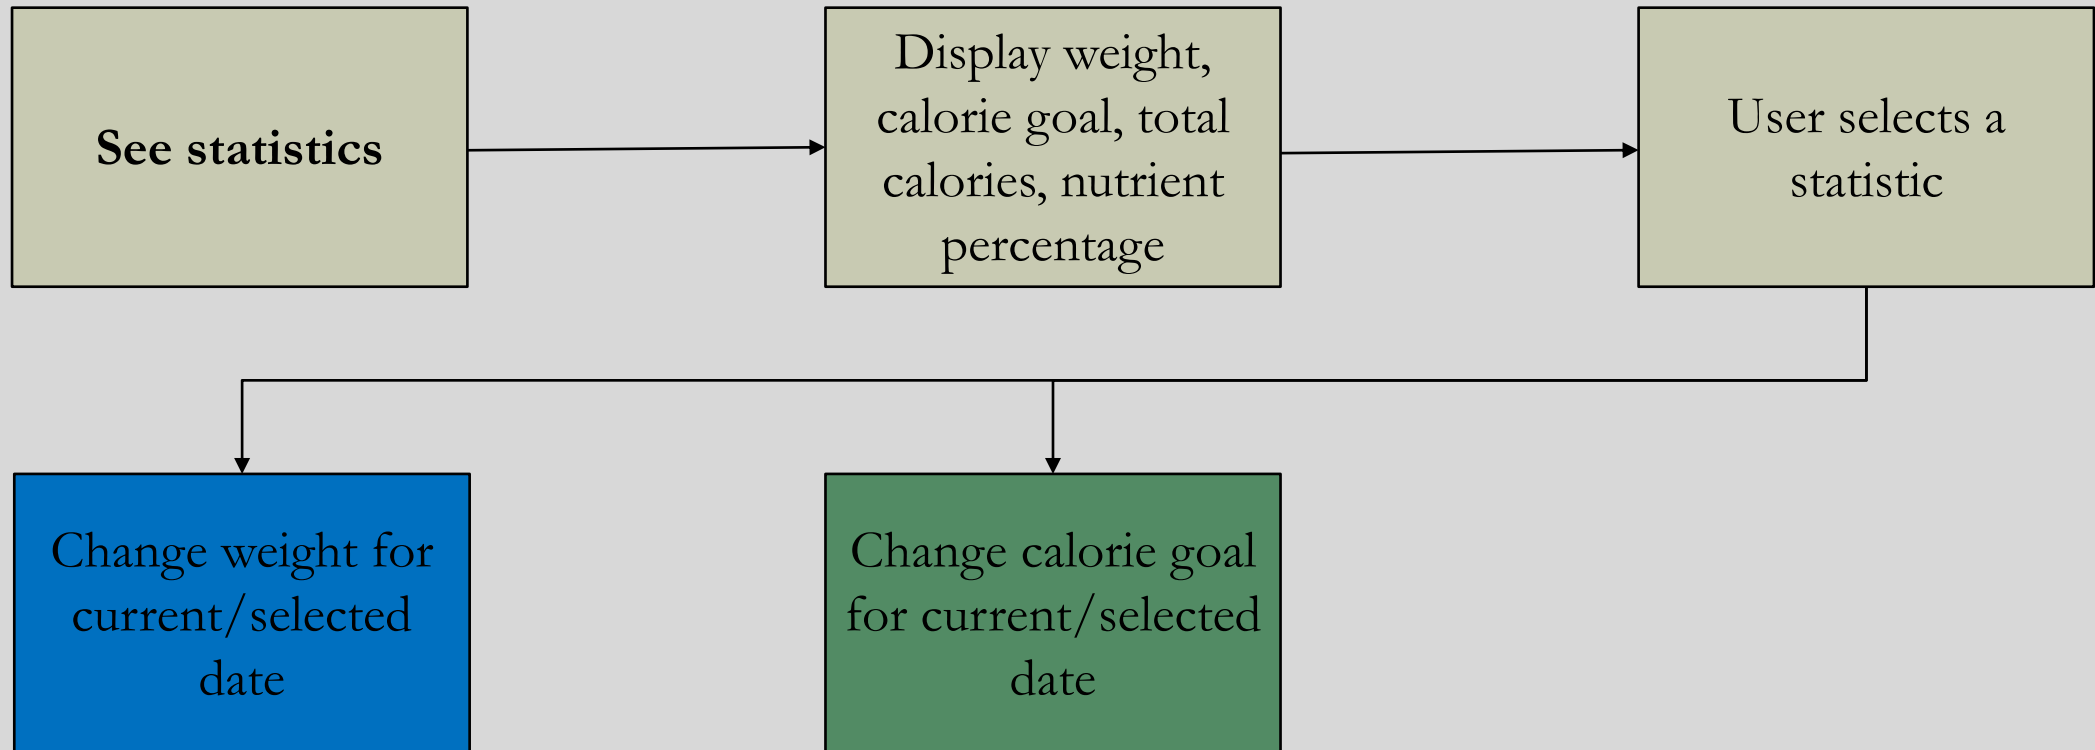 See statistics
Display weight,
calorie goal, total
calories, nutrient
percentage
User selects a
statistic
Change weight for
current/selected
date
Change calorie goal
for current/selected
date